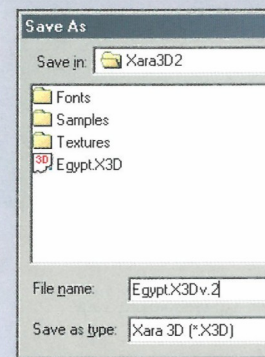 Save As
Save in: Xara3D2
Fonts
Samples
Textures
3D Egypt.X3D
File name: Egypt.X3Dv.2
Save as type: Xara 3D (*.X3D)